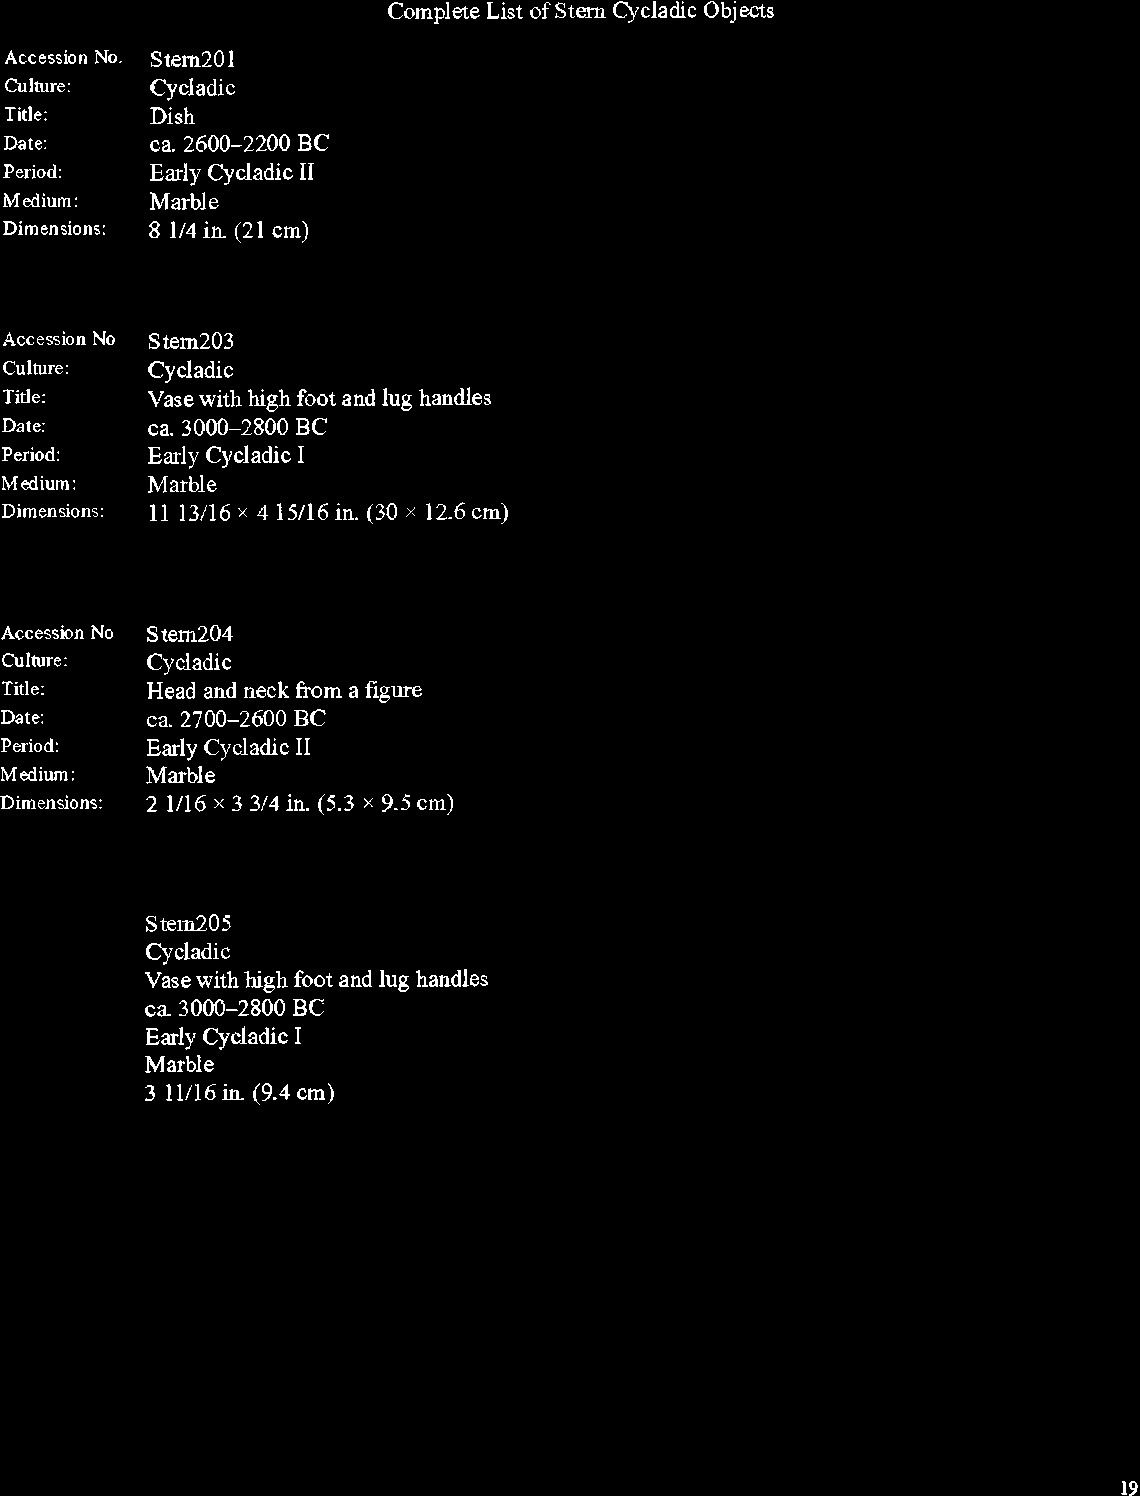 Complete List of Stern Cycladic Objects
Accession No. Stern201
Culture: Cycladic
Title: Dish
Date: ca. 2600–2200 BC
Period: Early Cycladic II
Medium: Marble
Dimensions: 8 1/4 in. (21 cm)
Accession No Stern203
Culture: Cycladic
Title: Vase with high foot and lug handles
Date: ca. 3000–2800 BC
Period: Early Cycladic I
Medium: Marble
Dimensions: 11 13/16 × 4 15/16 in. (30 × 12.6 cm)
Accession No Stern204
Culture: Cycladic
Title: Head and neck from a figure
Date: ca. 2700–2600 BC
Period: Early Cycladic II
Medium: Marble
Dimensions: 2 1/16 × 3 3/4 in. (5.3 × 9.5 cm)
Stern205
Cycladic
Vase with high foot and lug handles
ca. 3000–2800 BC
Early Cycladic I
Marble
3 11/16 in. (9.4 cm)
19